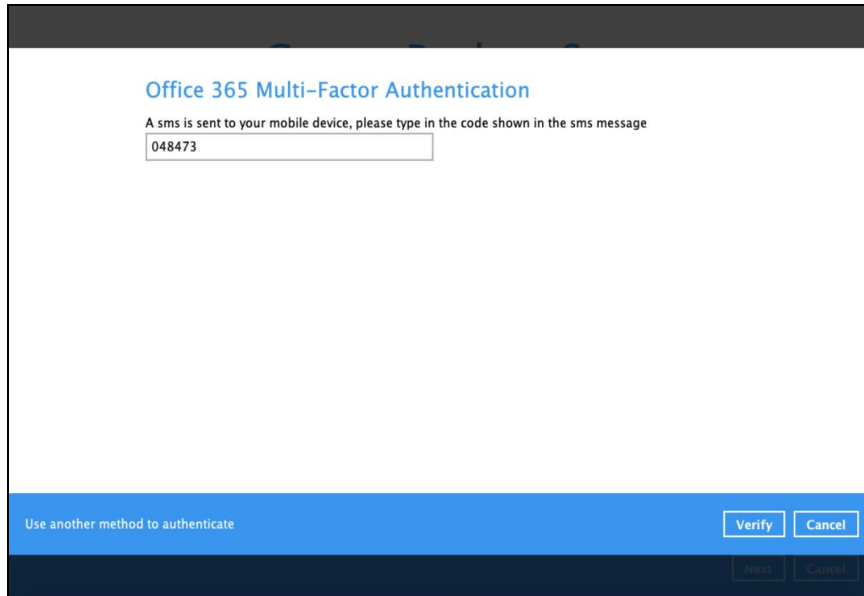 Office 365 Multi-Factor Authentication
A sms is sent to your mobile device, please type in the code shown in the sms message
048473
Use another method to authenticate
Verify
Cancel
Next
Cancel